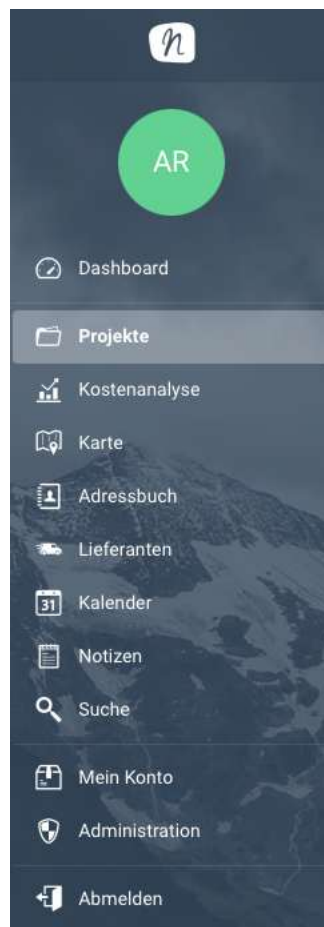 n
AR
Dashboard
Projekte
Kostenanalyse
Karte
Adressbuch
Lieferanten
31
Kalender
Notizen
Suche
Mein Konto
Administration
Abmelden